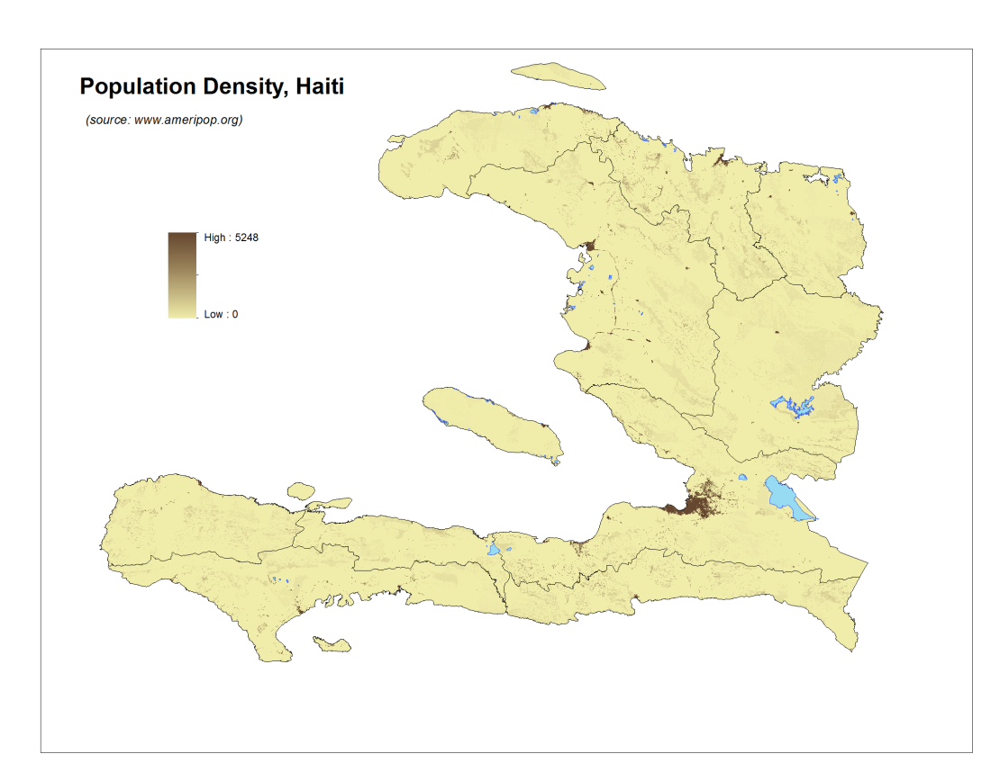 Population Density, Haiti
(source: www.ameripop.org)
High : 5248
Low : 0